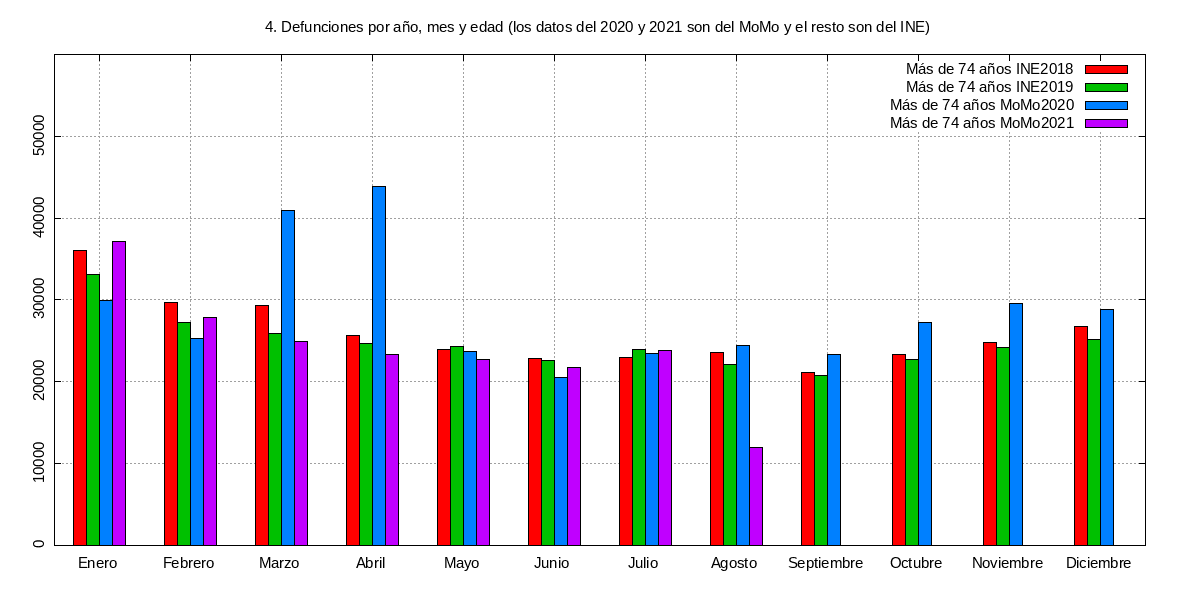 4. Defunciones por año, mes y edad (los datos del 2020 y 2021 son del MoMo y el resto son del INE)
Más de 74 años INE2018
Más de 74 años INE2019
Más de 74 años MoMo2020
Más de 74 años MoMo2021
50000
40000
30000
20000
10000
0
Enero Febrero Marzo Abril Mayo Junio Julio Agosto Septiembre Octubre Noviembre Diciembre